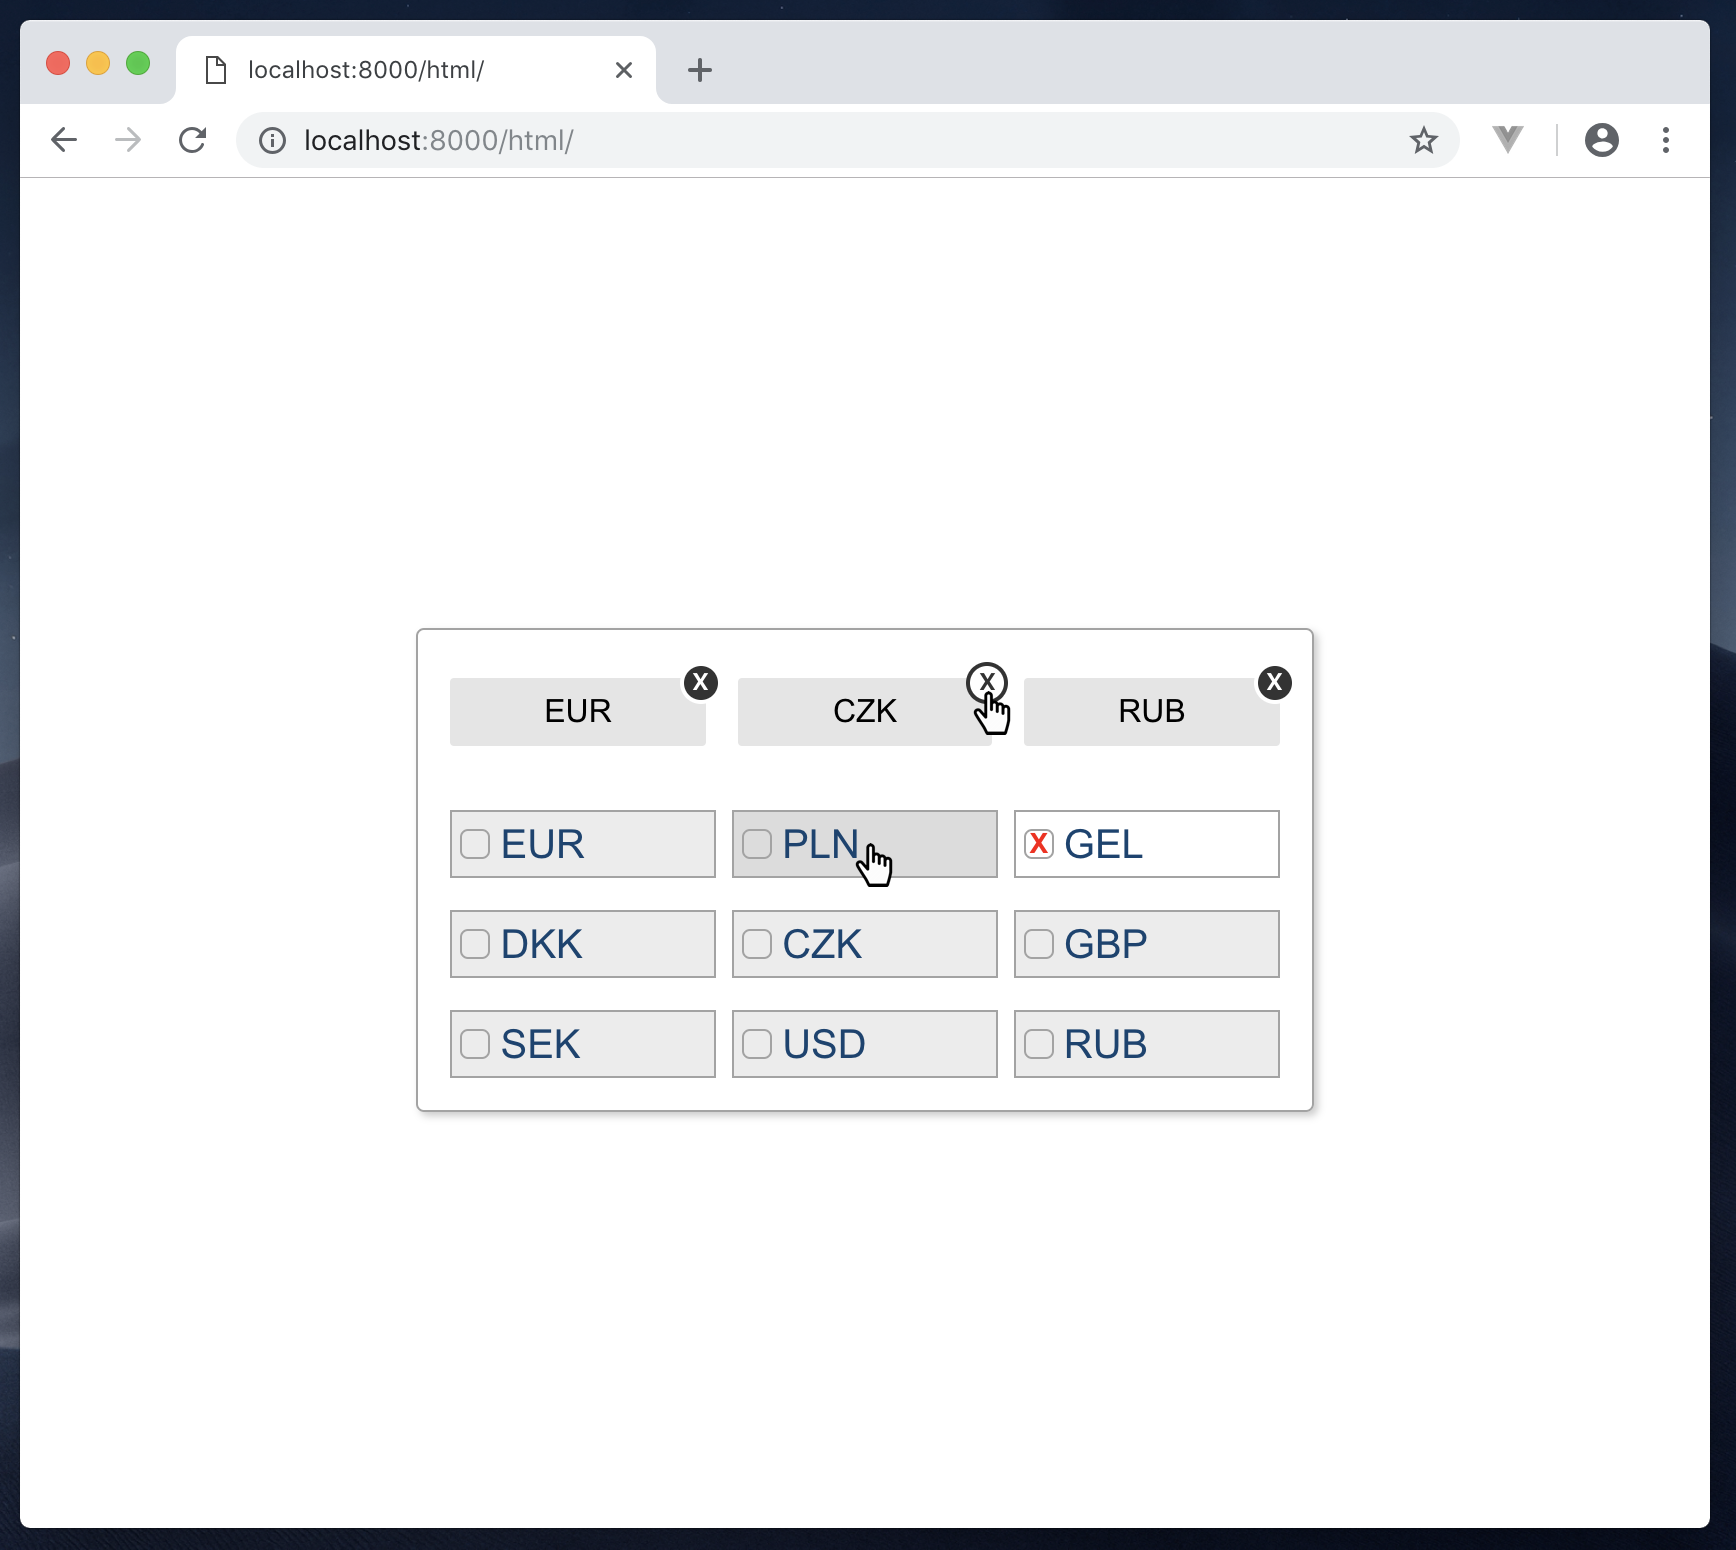 localhost:8000/html/
localhost:8000/html/
X X X
EUR CZK RUB
EUR PLN X GEL
DKK CZK GBP
SEK USD RUB